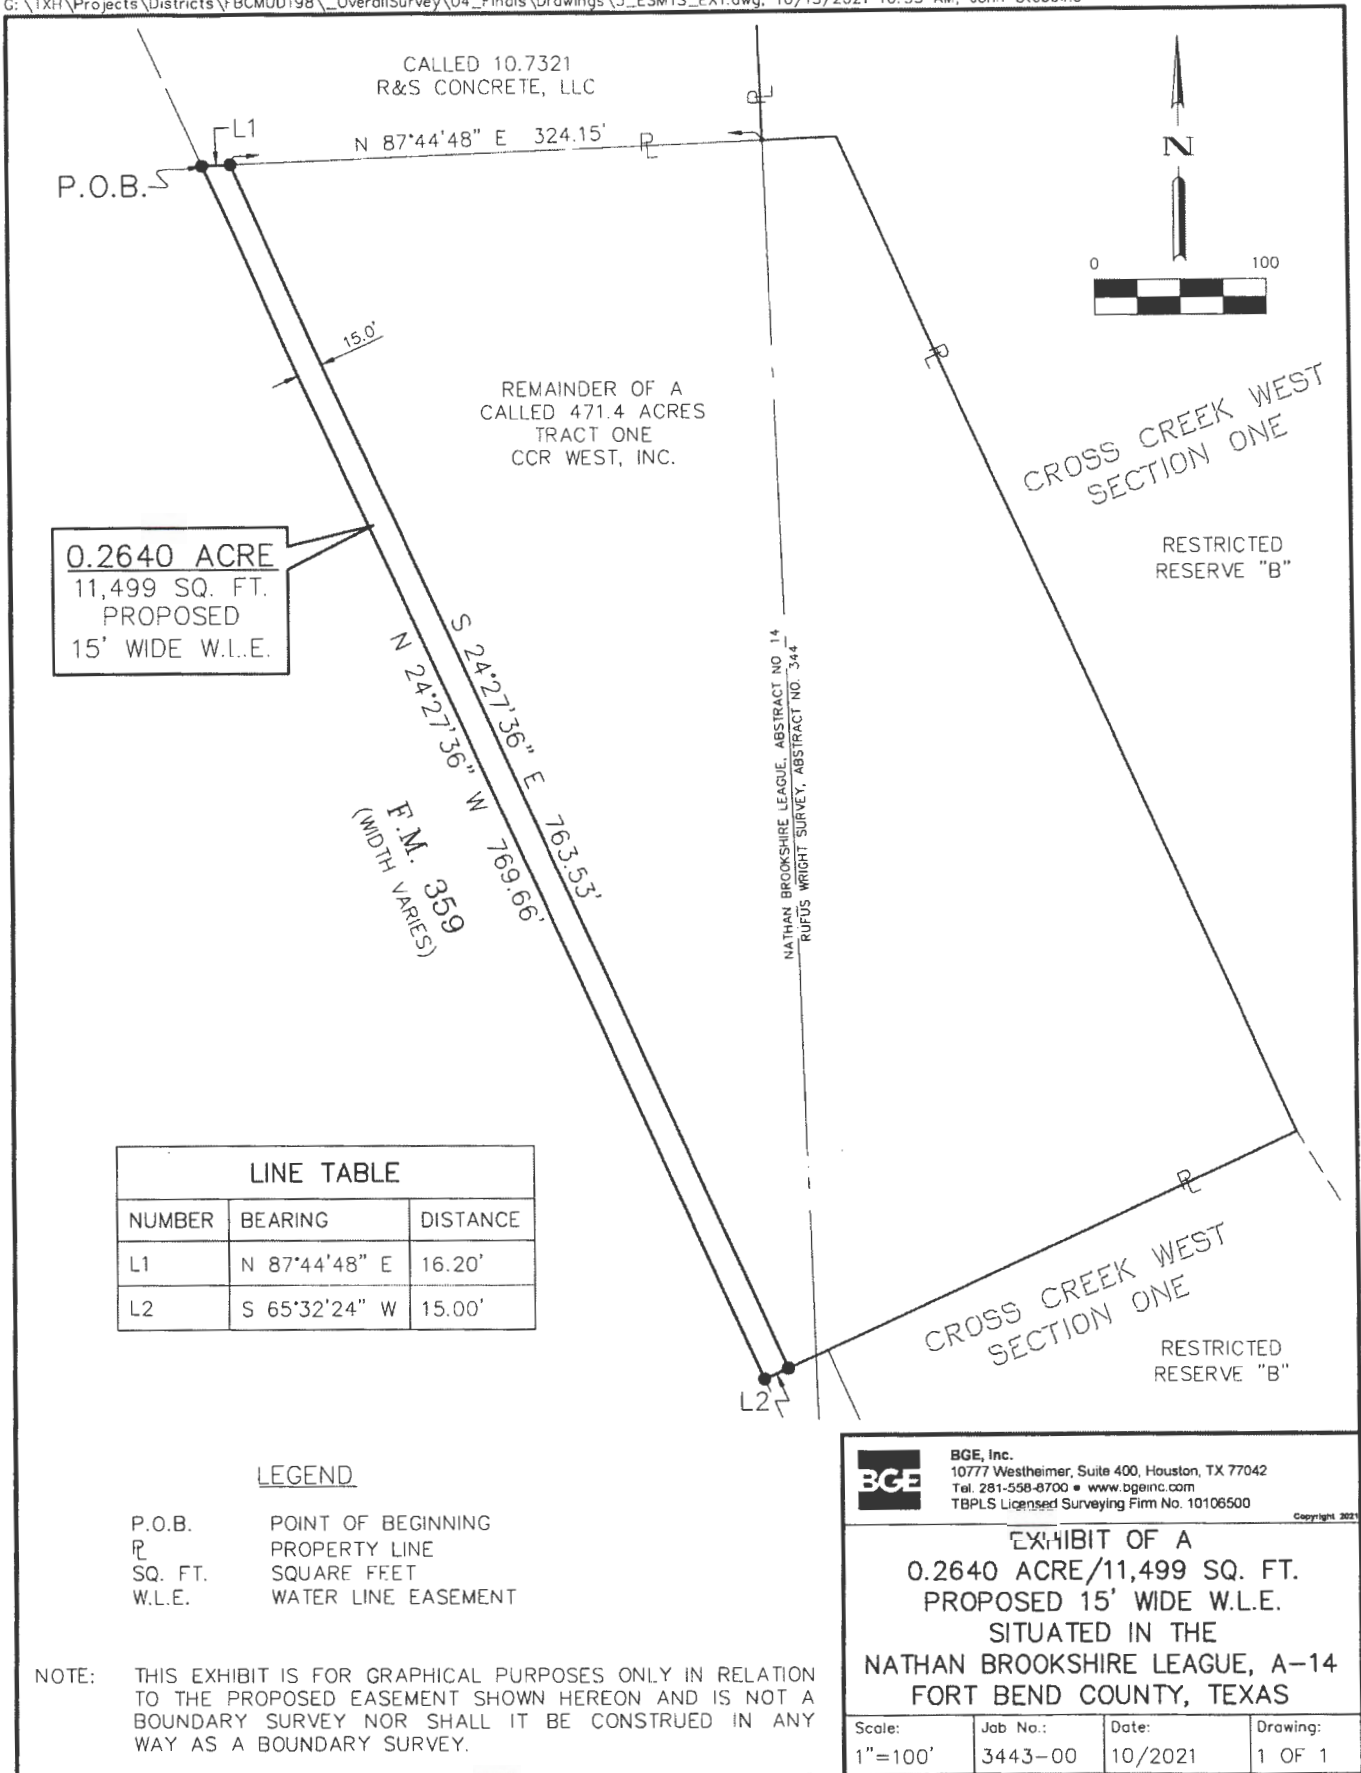 CALLED 10.7321
R&S CONCRETE, LLC
L1
N 87°44'48" E 324.15'
P.O.B.
N
0 100
15.0'
REMAINDER OF A
CALLED 471.4 ACRES
TRACT ONE
CCR WEST, INC.
CROSS CREEK WEST
SECTION ONE
RESTRICTED
RESERVE "B"
0.2640 ACRE
11,499 SQ. FT.
PROPOSED
15' WIDE W.L.E.
S 24°27'36" E 763.53'
N 24°27'36" W 769.66'
F.M. 359
(WIDTH VARIES)
NATHAN BROOKSHIRE LEAGUE, ABSTRACT NO 14
RUFUS WRIGHT SURVEY, ABSTRACT NO. 344
LINE TABLE
NUMBER BEARING DISTANCE
L1 N 87°44'48" E 16.20'
L2 S 65°32'24" W 15.00'
CROSS CREEK WEST
SECTION ONE
RESTRICTED
RESERVE "B"
L2
LEGEND
P.O.B. POINT OF BEGINNING
PL PROPERTY LINE
SQ. FT. SQUARE FEET
W.L.E. WATER LINE EASEMENT
NOTE: THIS EXHIBIT IS FOR GRAPHICAL PURPOSES ONLY IN RELATION
TO THE PROPOSED EASEMENT SHOWN HEREON AND IS NOT A
BOUNDARY SURVEY NOR SHALL IT BE CONSTRUED IN ANY
WAY AS A BOUNDARY SURVEY.
BGE
BGE, Inc.
10777 Westheimer, Suite 400, Houston, TX 77042
Tel. 281-558-8700 • www.bgeinc.com
TBPLS Licensed Surveying Firm No. 10106500
Copyright 2021
EXHIBIT OF A
0.2640 ACRE/11,499 SQ. FT.
PROPOSED 15' WIDE W.L.E.
SITUATED IN THE
NATHAN BROOKSHIRE LEAGUE, A-14
FORT BEND COUNTY, TEXAS
Scale: Job No.: Date: Drawing:
1"=100' 3443-00 10/2021 1 OF 1